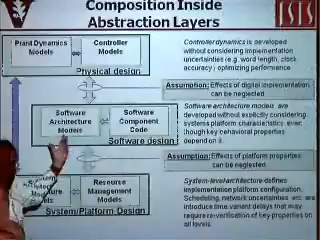 Composition Inside
Abstraction Layers
ISIS
Plant Dynamics
Models
Controller
Models
Physical design
Controller dynamics is developed
without considering implementation
uncertainties (e.g. word length, clock
accuracy) optimizing performance.
Assumption: Effects of digital implementation
can be neglected
Software
Architecture
Models
Software
Component
Code
Software design
Software architecture models are
developed without explicitly considering
systems platform characteristics even
though key behavioral properties
depend on it.
Assumption: Effects of platform properties
can be neglected
Resource
Management
Models
System/Platform Design
System-level architecture defines
implementation platform configuration.
Scheduling, network uncertainties etc. are
introduce time variant delays that may
require re-verification of key properties on
all levels.